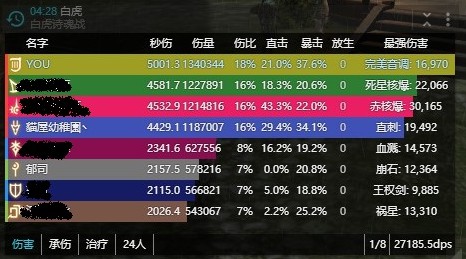 04:28 白虎
白虎诗魂战
名字 秒伤 伤量 伤比 直击 暴击 放生 最强伤害
YOU 5001.3 1340344 18% 21.0% 37.6% 0 完美音调: 16,970
4581.7 1227891 16% 18.3% 20.6% 0 死星核爆: 22,066
4532.9 1214816 16% 43.3% 22.0% 0 赤核爆: 30,165
貓屋幼稚園丶 4429.1 1187007 16% 29.4% 34.1% 0 直刺: 19,492
2341.6 627556 8% 16.2% 19.2% 0 血溅: 14,573
郁司 2157.5 578216 7% 0.0% 20.8% 0 崩石: 12,364
2115.0 566821 7% 5.0% 18.8% 0 王权剑: 9,885
2026.4 543067 7% 2.2% 25.2% 0 祸星: 13,310
伤害 承伤 治疗 24人 1/8 27185.5dps